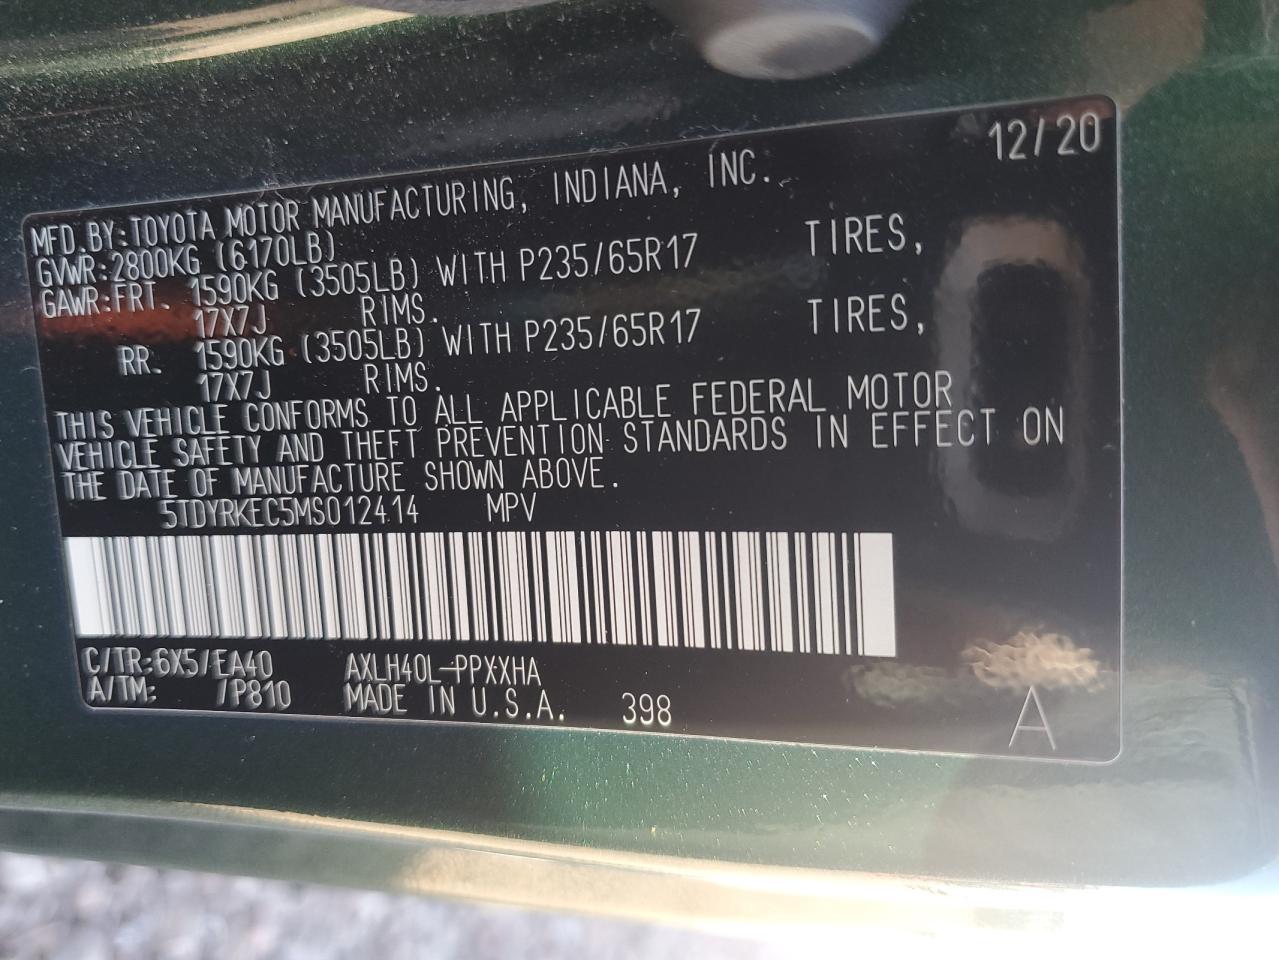 12/20
MFD.BY:TOYOTA MOTOR MANUFACTURING, INDIANA, INC.
GVWR:2800KG (6170LB)
GAWR:FRT. 1590KG (3505LB) WITH P235/65R17 TIRES,
17X7J RIMS.
RR. 1590KG (3505LB) WITH P235/65R17 TIRES,
17X7J RIMS.
THIS VEHICLE CONFORMS TO ALL APPLICABLE FEDERAL MOTOR
VEHICLE SAFETY AND THEFT PREVENTION STANDARDS IN EFFECT ON
THE DATE OF MANUFACTURE SHOWN ABOVE.
5TDYRKEC5MS012414 MPV
C/TR:6X5/EA40 AXLH40L-PPXXHA
A/TM: /P810 MADE IN U.S.A. 398
A